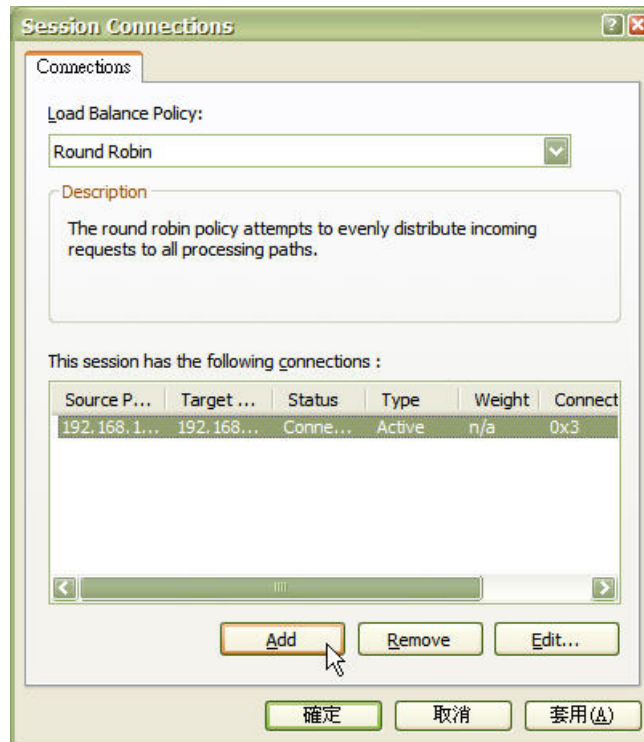 Session Connections
Connections
Load Balance Policy:
Round Robin
Description
The round robin policy attempts to evenly distribute incoming
requests to all processing paths.
This session has the following connections :
Source P... Target ... Status Type Weight Connect
192.168.1... 192.168... Conne... Active n/a 0x3
Add Remove Edit...
確定 取消 套用(A)